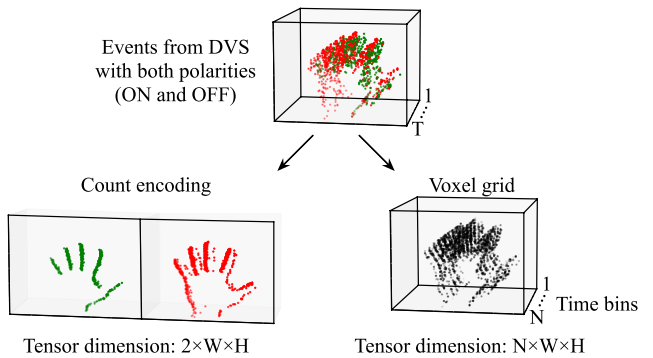 Events from DVS
with both polarities
(ON and OFF)
1
T
Count encoding
Voxel grid
1
N
Time bins
Tensor dimension: 2×W×H
Tensor dimension: N×W×H